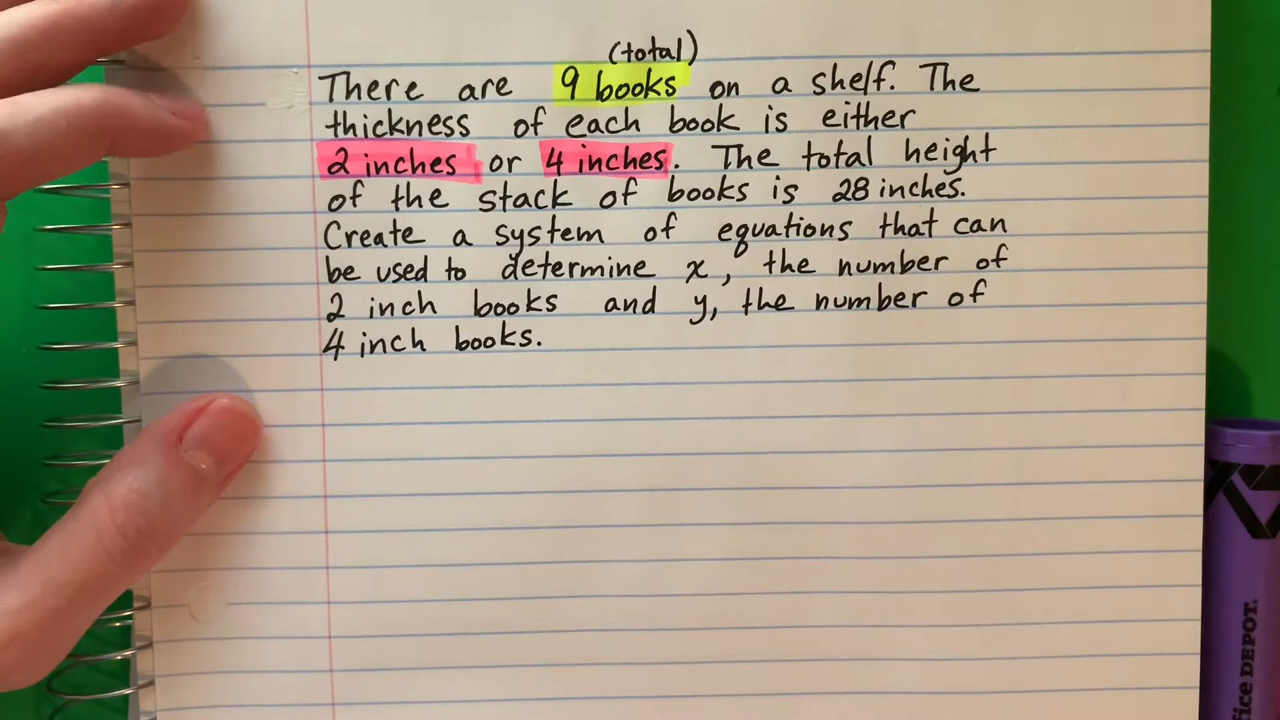 (total)
There are 9 books on a shelf. The
thickness of each book is either
2 inches or 4 inches. The total height
of the stack of books is 28 inches.
Create a system of equations that can
be used to determine x, the number of
2 inch books and y, the number of
4 inch books.
DEPOT.